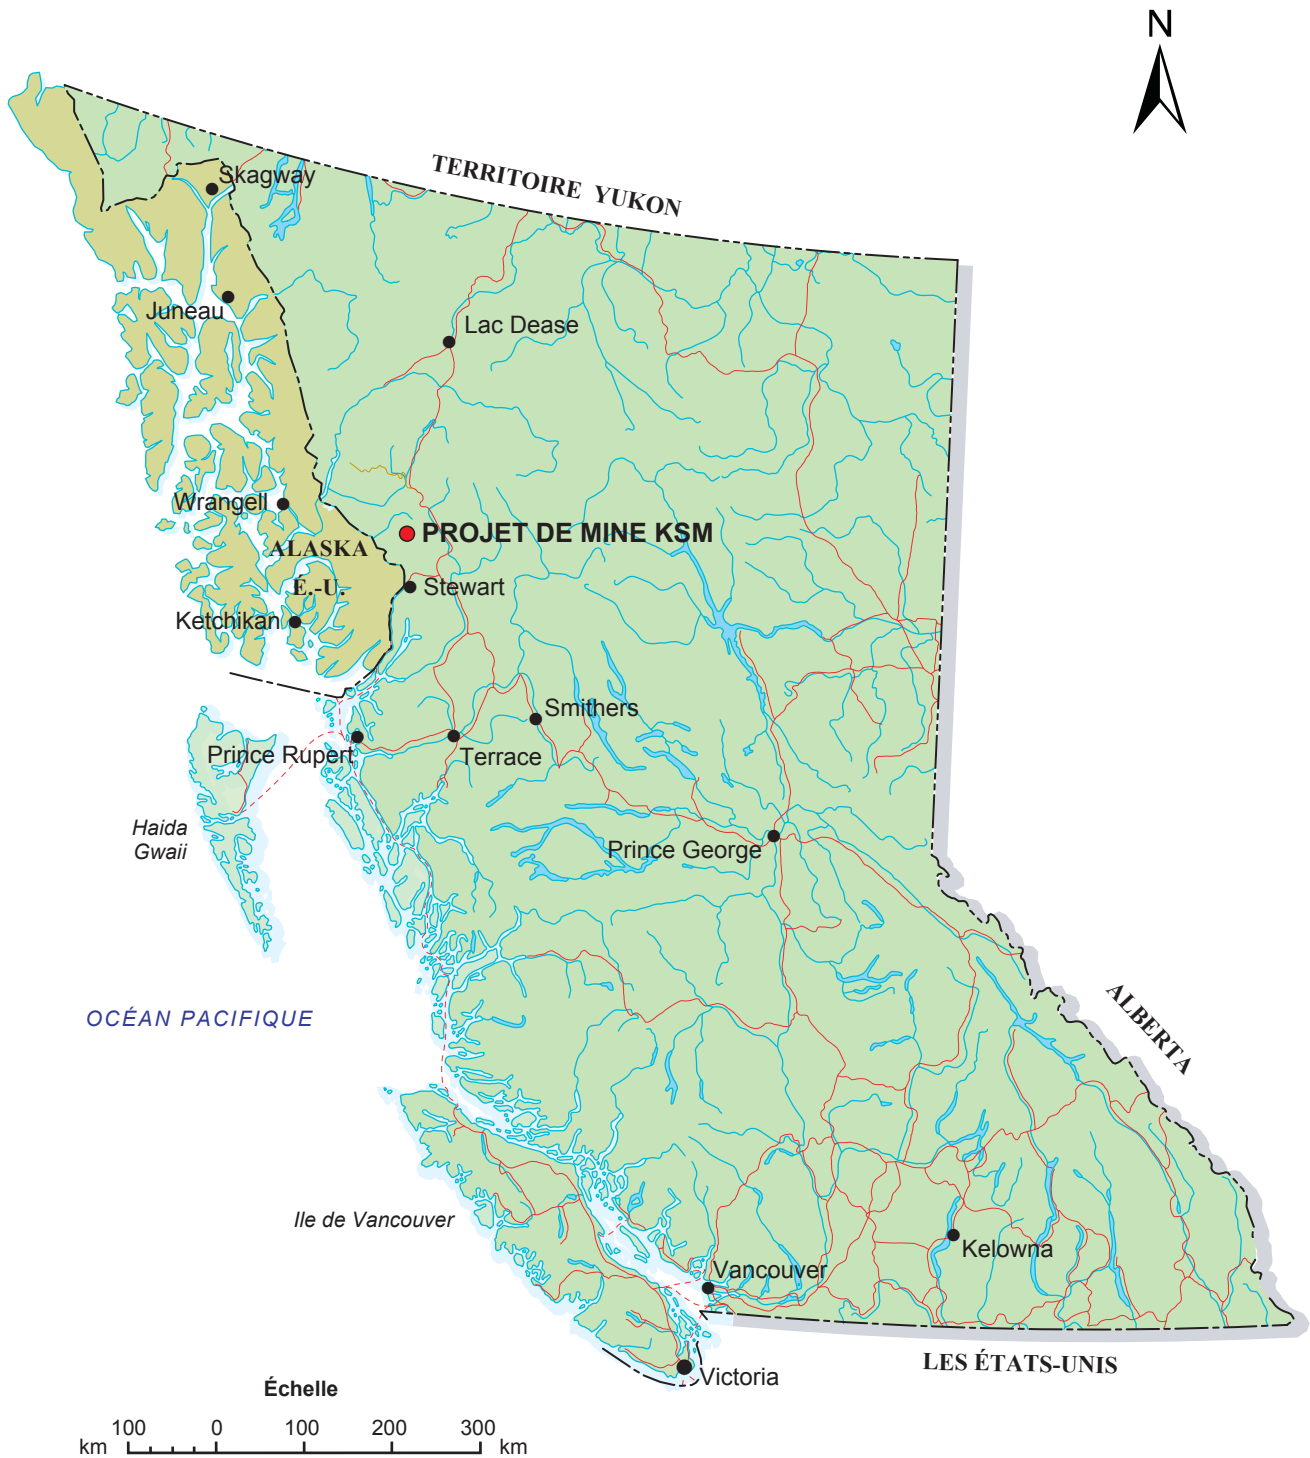 N
TERRITOIRE YUKON
Skagway
Juneau
Lac Dease
Wrangell
PROJET DE MINE KSM
ALASKA
É.-U.
Stewart
Ketchikan
Smithers
Prince Rupert
Terrace
Haida
Gwaii
Prince George
OCÉAN PACIFIQUE
ALBERTA
Ile de Vancouver
Kelowna
Vancouver
LES ÉTATS-UNIS
Victoria
Échelle
100 0 100 200 300
km km